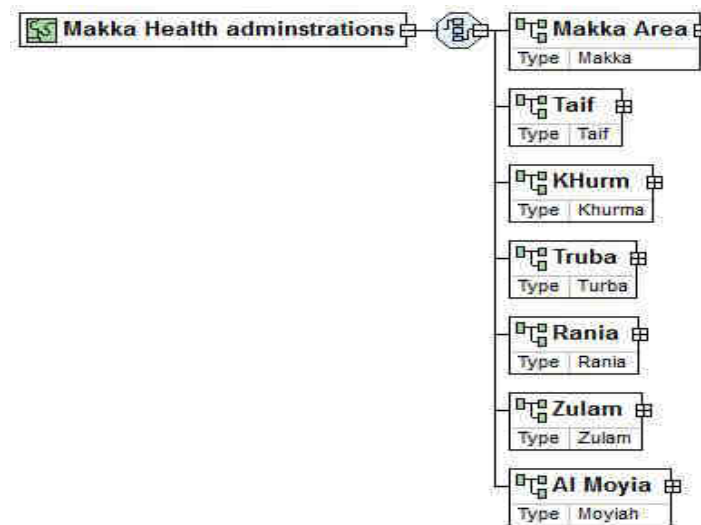 Makka Health adminstrations
Makka Area
Type Makka
Taif
Type Taif
KHurm
Type Khurma
Truba
Type Turba
Rania
Type Rania
Zulam
Type Zulam
Al Moyia
Type Moyiah